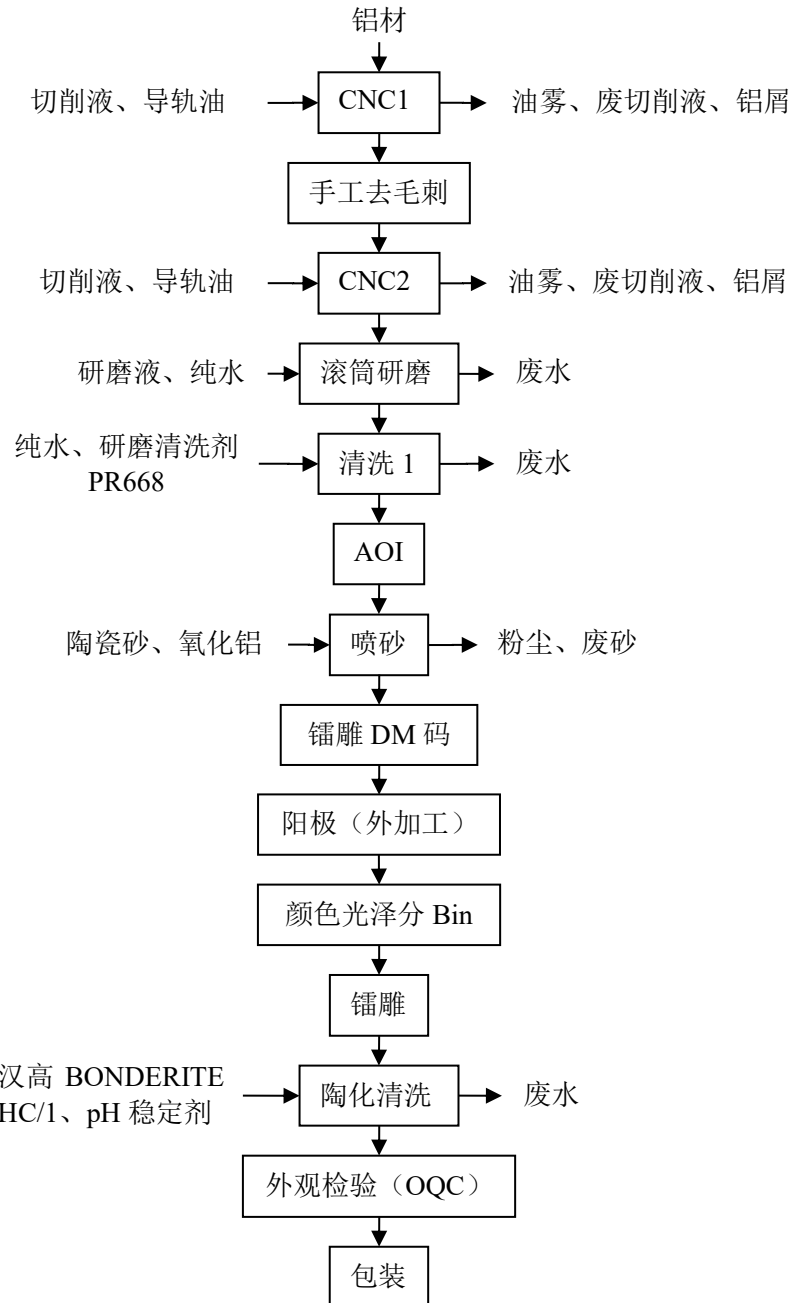 铝材
切削液、导轨油 CNC1 油雾、废切削液、铝屑
手工去毛刺
切削液、导轨油 CNC2 油雾、废切削液、铝屑
研磨液、纯水 滚筒研磨 废水
纯水、研磨清洗剂
PR668
清洗 1 废水
AOI
陶瓷砂、氧化铝 喷砂 粉尘、废砂
镭雕 DM 码
阳极（外加工）
颜色光泽分 Bin
镭雕
汉高 BONDERITE
HC/1、pH 稳定剂
陶化清洗 废水
外观检验（OQC）
包装